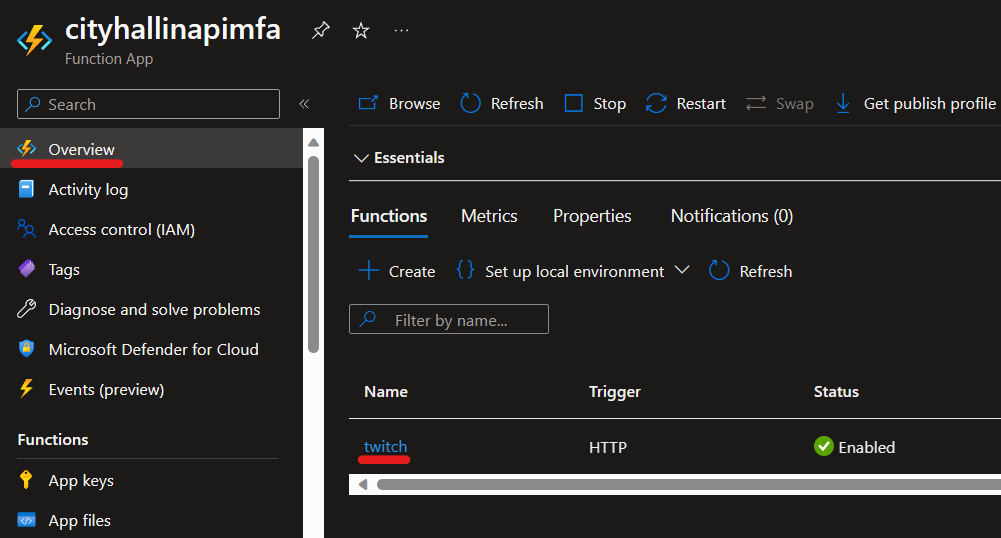 cityhallinapimfa
Function App
Search
Overview
Activity log
Access control (IAM)
Tags
Diagnose and solve problems
Microsoft Defender for Cloud
Events (preview)
Functions
App keys
App files
Browse Refresh Stop Restart Swap Get publish profile
Essentials
Functions Metrics Properties Notifications (0)
Create Set up local environment Refresh
Filter by name...
Name Trigger Status
twitch HTTP Enabled